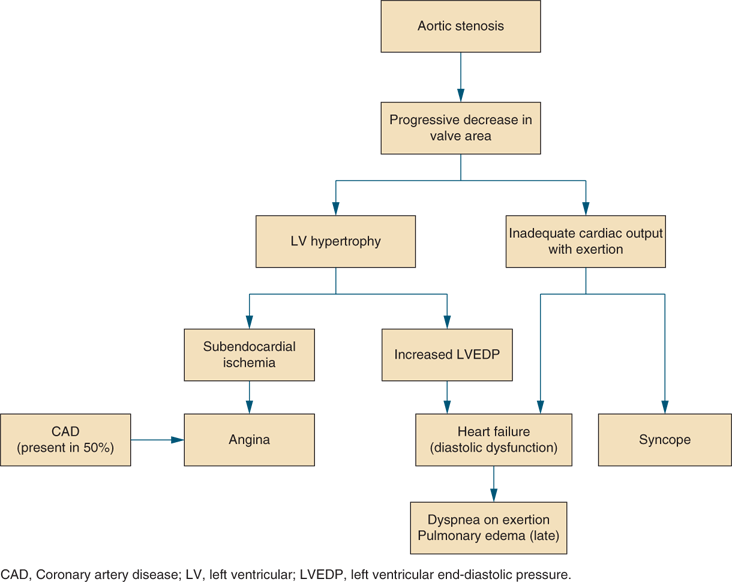 Aortic stenosis
Progressive decrease in
valve area
LV hypertrophy
Inadequate cardiac output
with exertion
Subendocardial
ischemia
Increased LVEDP
CAD
(present in 50%)
Angina
Heart failure
(diastolic dysfunction)
Syncope
Dyspnea on exertion
Pulmonary edema (late)
CAD, Coronary artery disease; LV, left ventricular; LVEDP, left ventricular end-diastolic pressure.